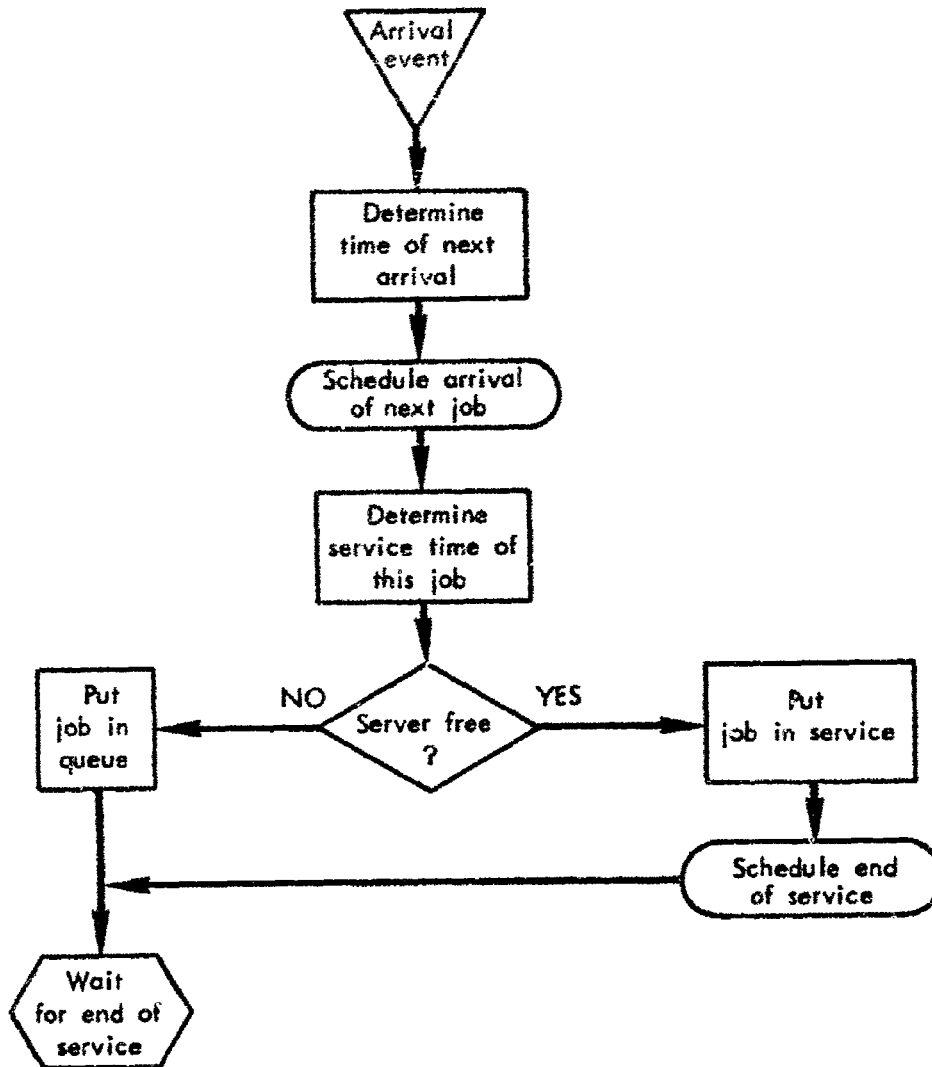 Arrival
event
Determine
time of next
arrival
Schedule arrival
of next job
Determine
service time of
this job
NO
Server free
?
YES
Put
job in
queue
Put
job in service
Schedule end
of service
Wait
for end of
service